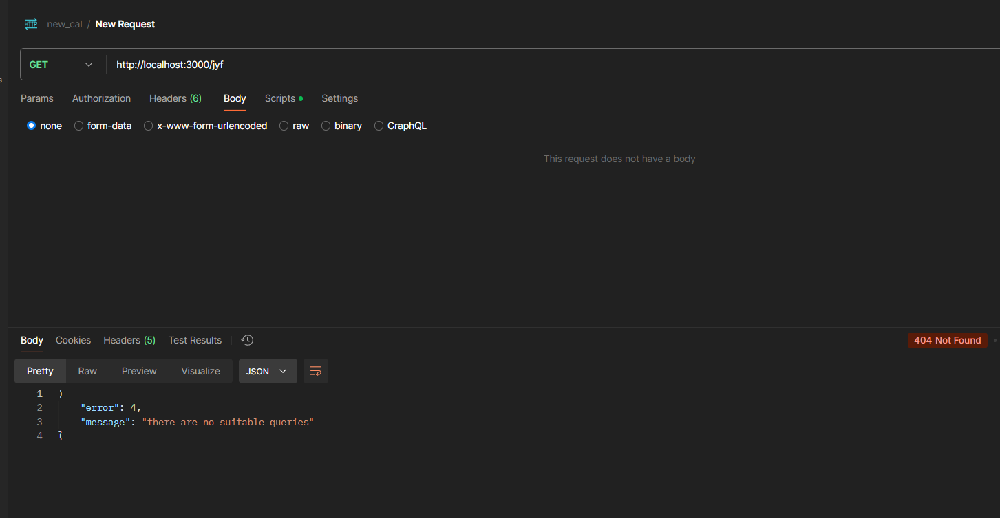 HTTP new_cal / New Request
GET http://localhost:3000/jyf
s
Params Authorization Headers (6) Body Scripts Settings
none form-data x-www-form-urlencoded raw binary GraphQL
This request does not have a body
Body Cookies Headers (5) Test Results 404 Not Found
Pretty Raw Preview Visualize JSON
1 {
2 "error": 4,
3 "message": "there are no suitable queries"
4 }